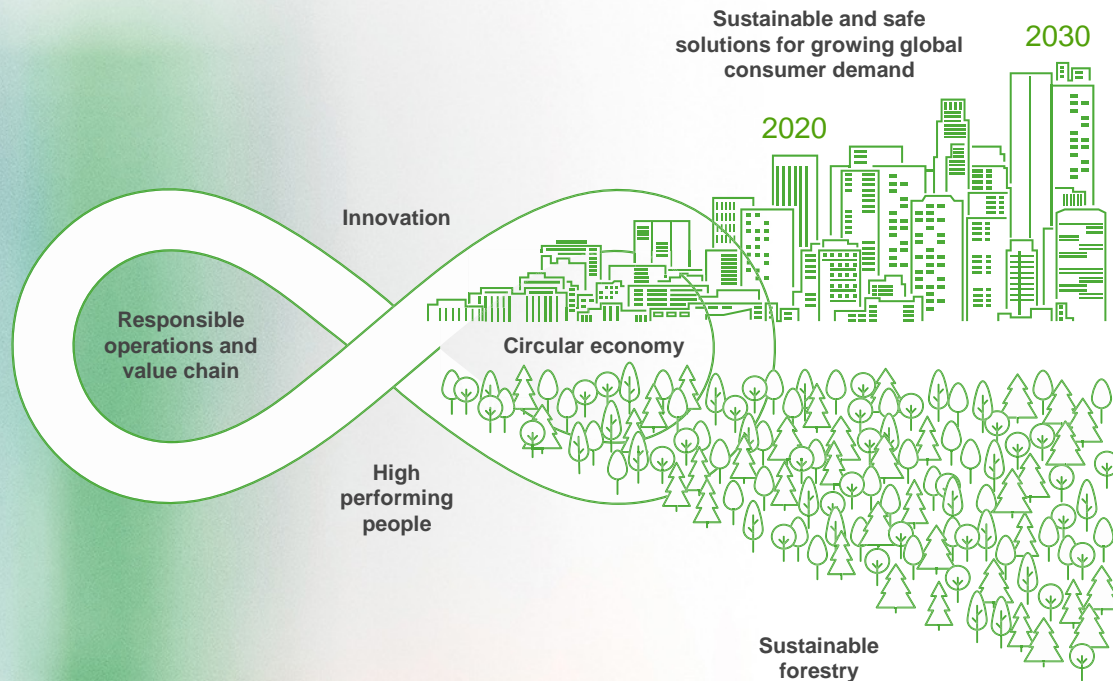 Sustainable and safe
solutions for growing global
consumer demand
2030
2020
Innovation
Responsible
operations and
value chain
Circular economy
High
performing
people
Sustainable
forestry